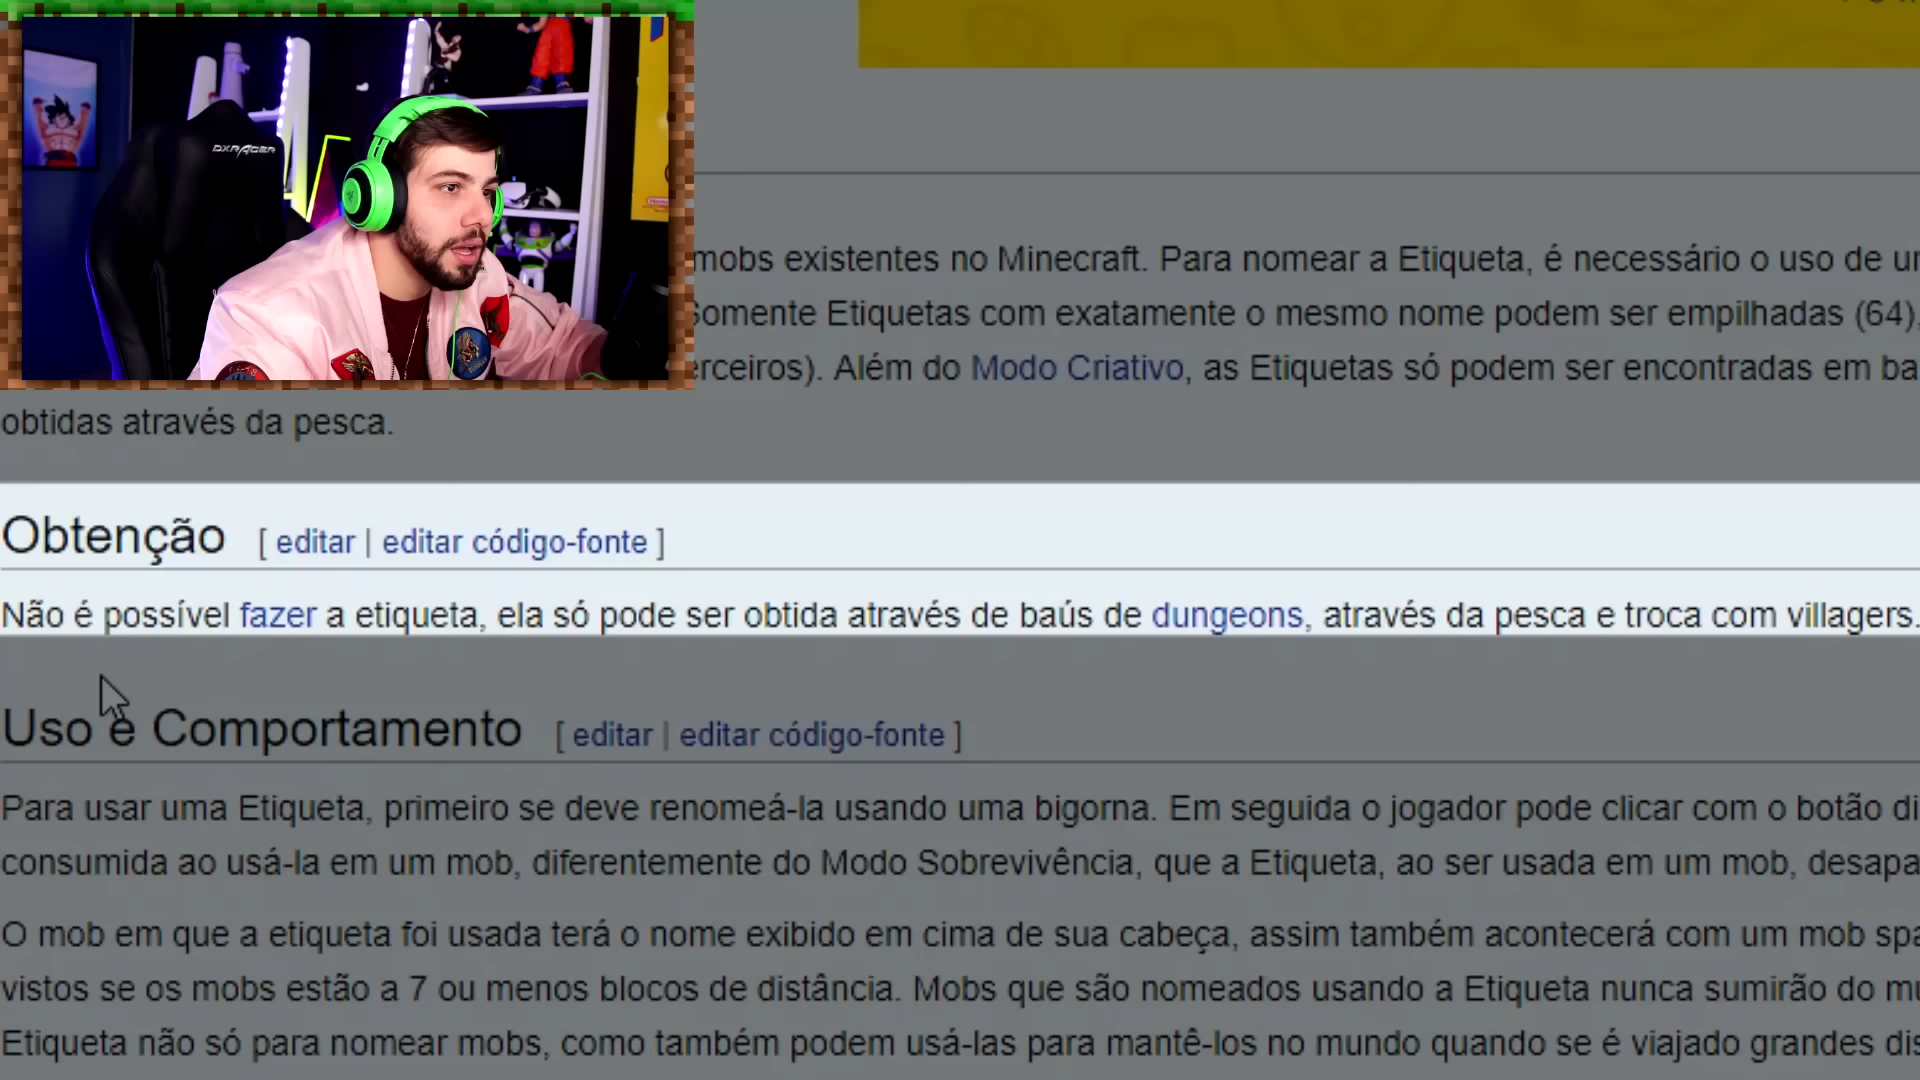 DXRACER
mobs existentes no Minecraft. Para nomear a Etiqueta, é necessário o uso de
Somente Etiquetas com exatamente o mesmo nome podem ser empilhadas (64),
erceiros). Além do Modo Criativo, as Etiquetas só podem ser encontradas em ba
obtidas através da pesca.
Obtenção [ editar | editar código-fonte ]
Não é possível fazer a etiqueta, ela só pode ser obtida através de baús de dungeons, através da pesca e troca com villagers.
Uso e Comportamento [ editar | editar código-fonte ]
Para usar uma Etiqueta, primeiro se deve renomeá-la usando uma bigorna. Em seguida o jogador pode clicar com o botão di
consumida ao usá-la em um mob, diferentemente do Modo Sobrevivência, que a Etiqueta, ao ser usada em um mob, desapa
O mob em que a etiqueta foi usada terá o nome exibido em cima de sua cabeça, assim também acontecerá com um mob spa
vistos se os mobs estão a 7 ou menos blocos de distância. Mobs que são nomeados usando a Etiqueta nunca sumirão do mu
Etiqueta não só para nomear mobs, como também podem usá-las para mantê-los no mundo quando se é viajado grandes dis